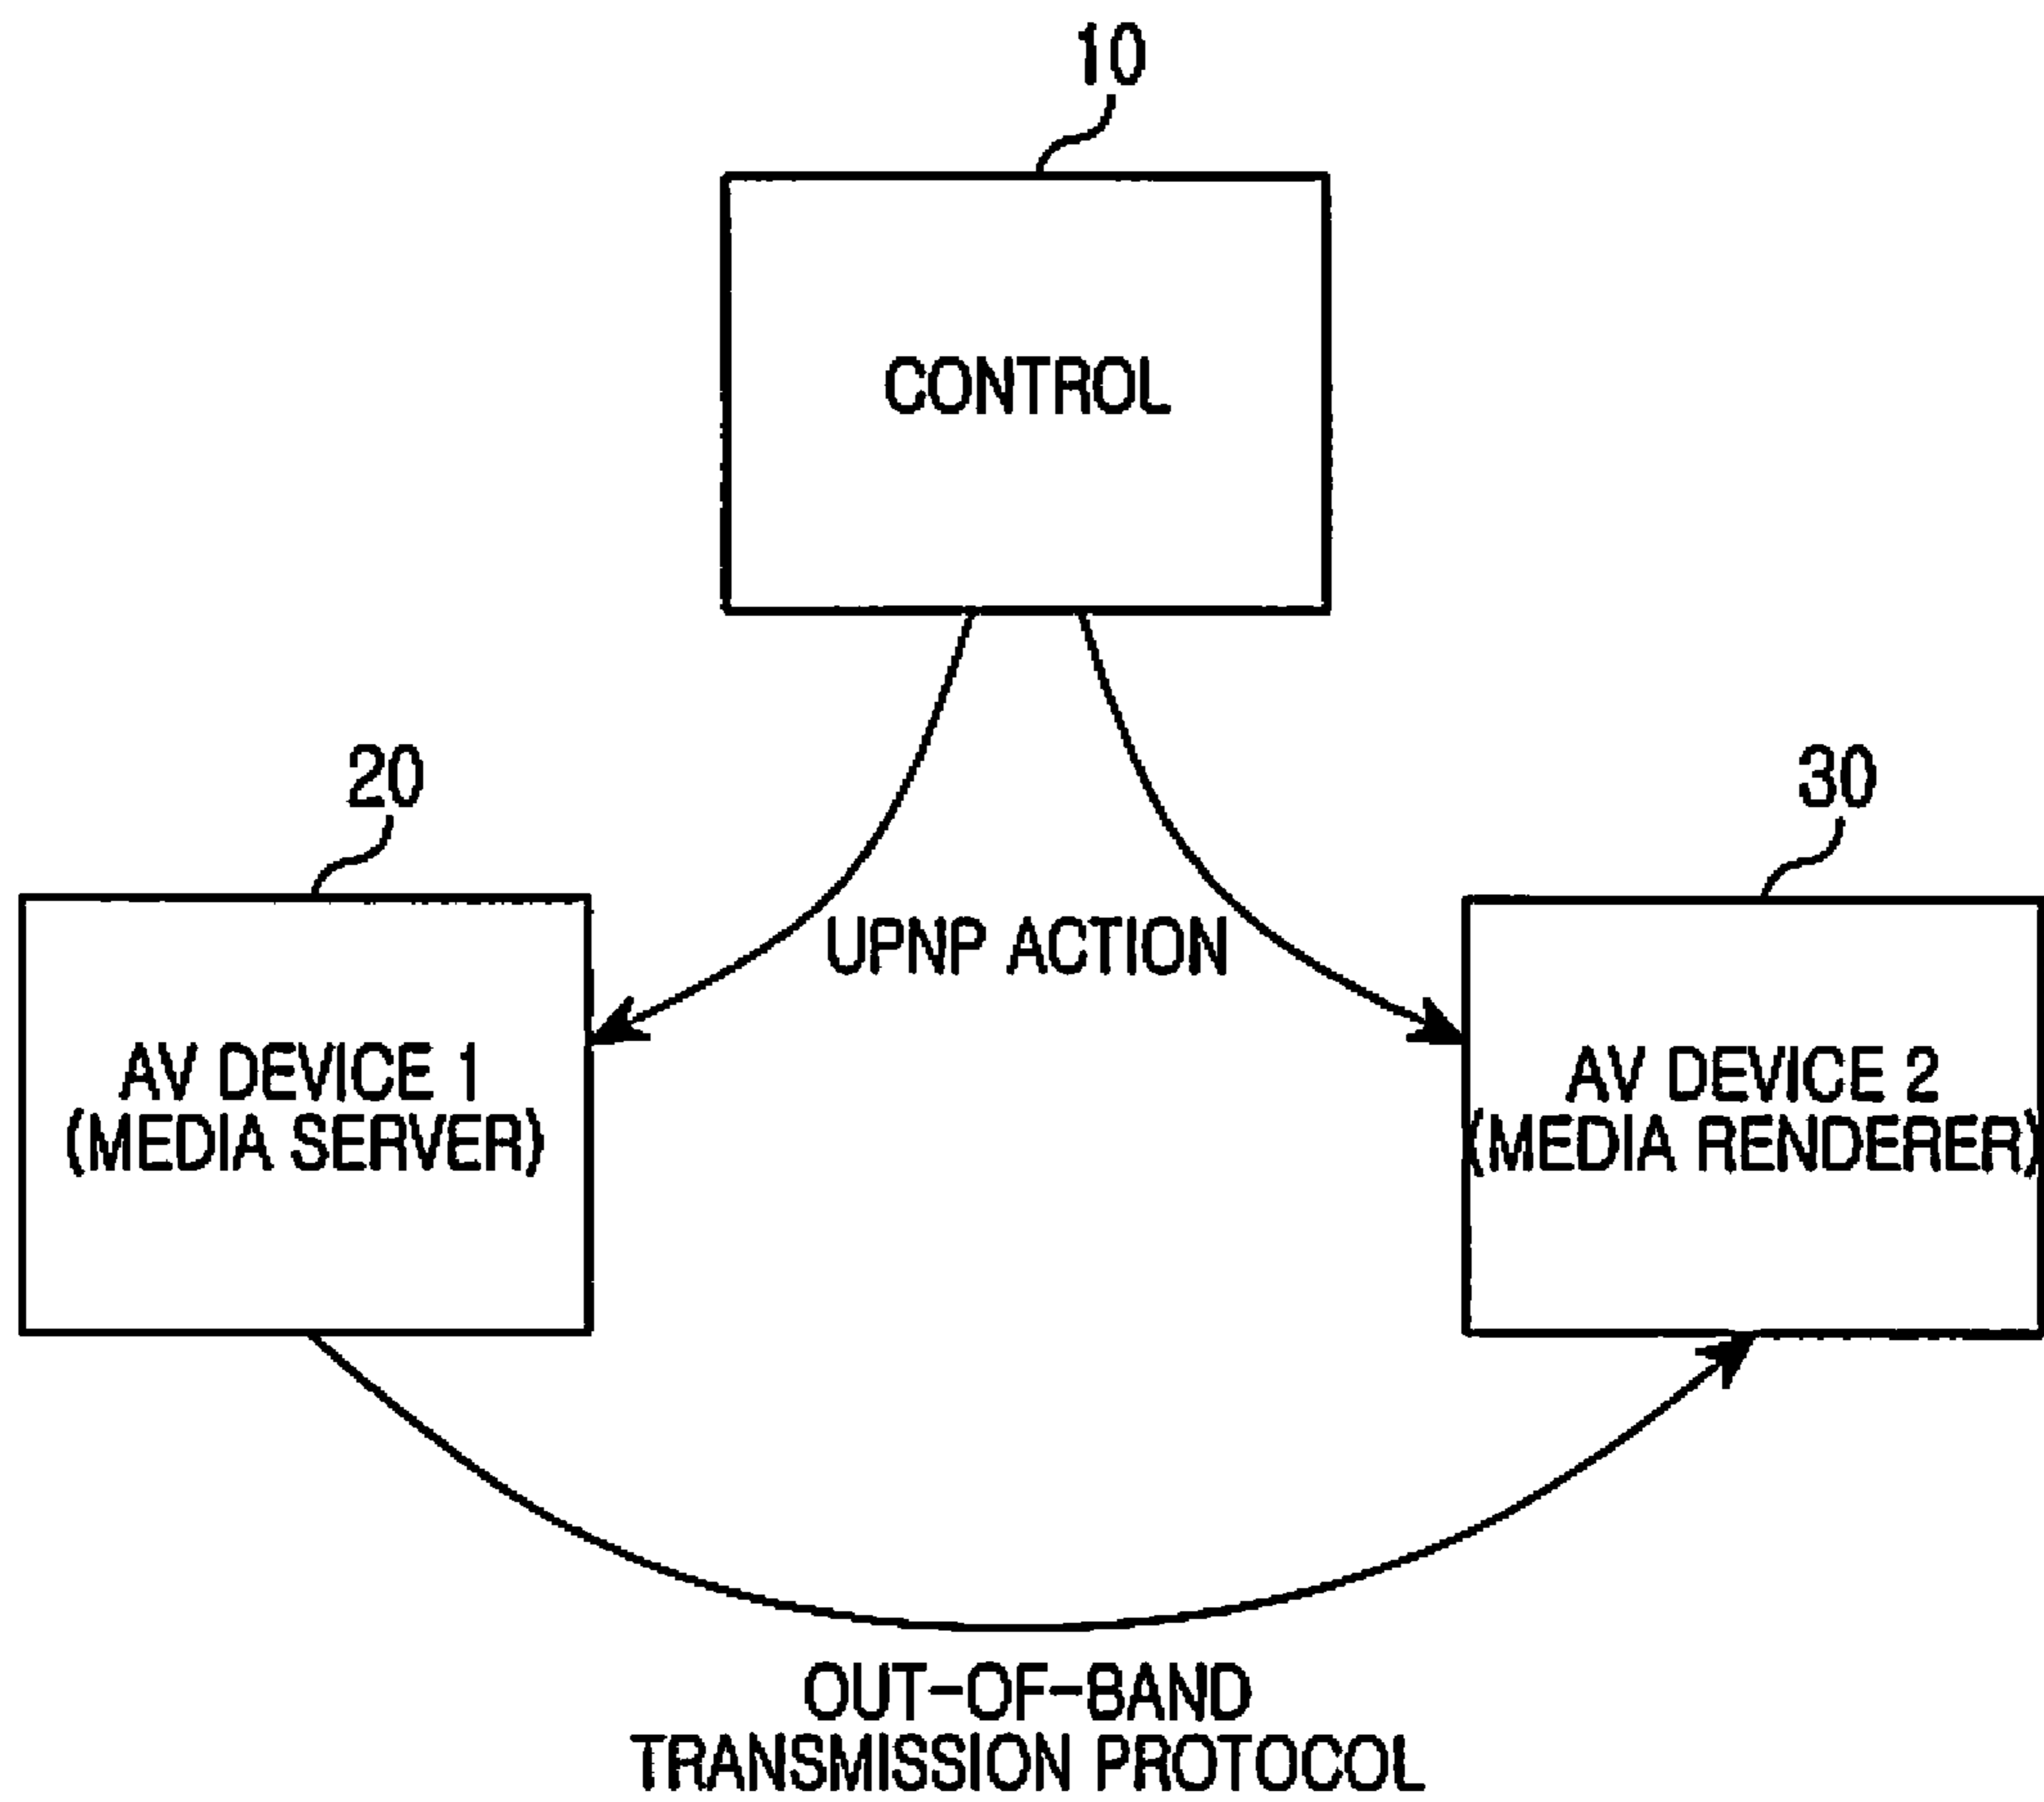 10
CONTROL
20
30
UPNP ACTION
AV DEVICE 1
(MEDIA SERVER)
AV DEVICE 2
(MEDIA RENDERER)
OUT-OF-BAND
TRANSMISSION PROTOCOL